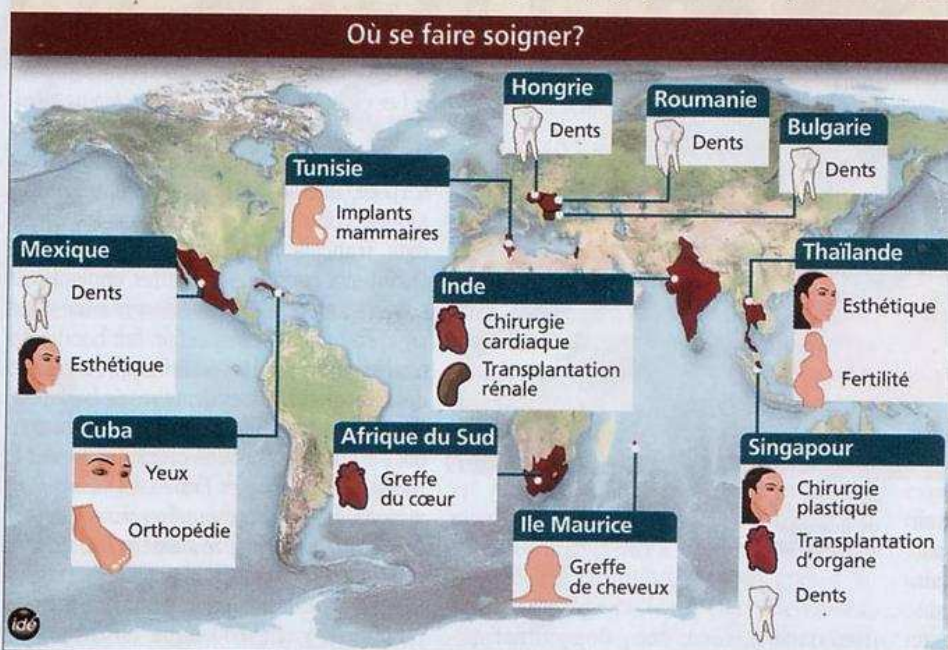 Où se faire soigner?
Hongrie
Dents
Roumanie
Dents
Bulgarie
Dents
Tunisie
Implants
mammaires
Mexique
Dents
Esthétique
Inde
Chirurgie
cardiaque
Transplantation
rénale
Thaïlande
Esthétique
Fertilité
Cuba
Yeux
Orthopédie
Afrique du Sud
Greffe
du cœur
Ile Maurice
Greffe
de cheveux
Singapour
Chirurgie
plastique
Transplantation
d'organe
Dents
idé